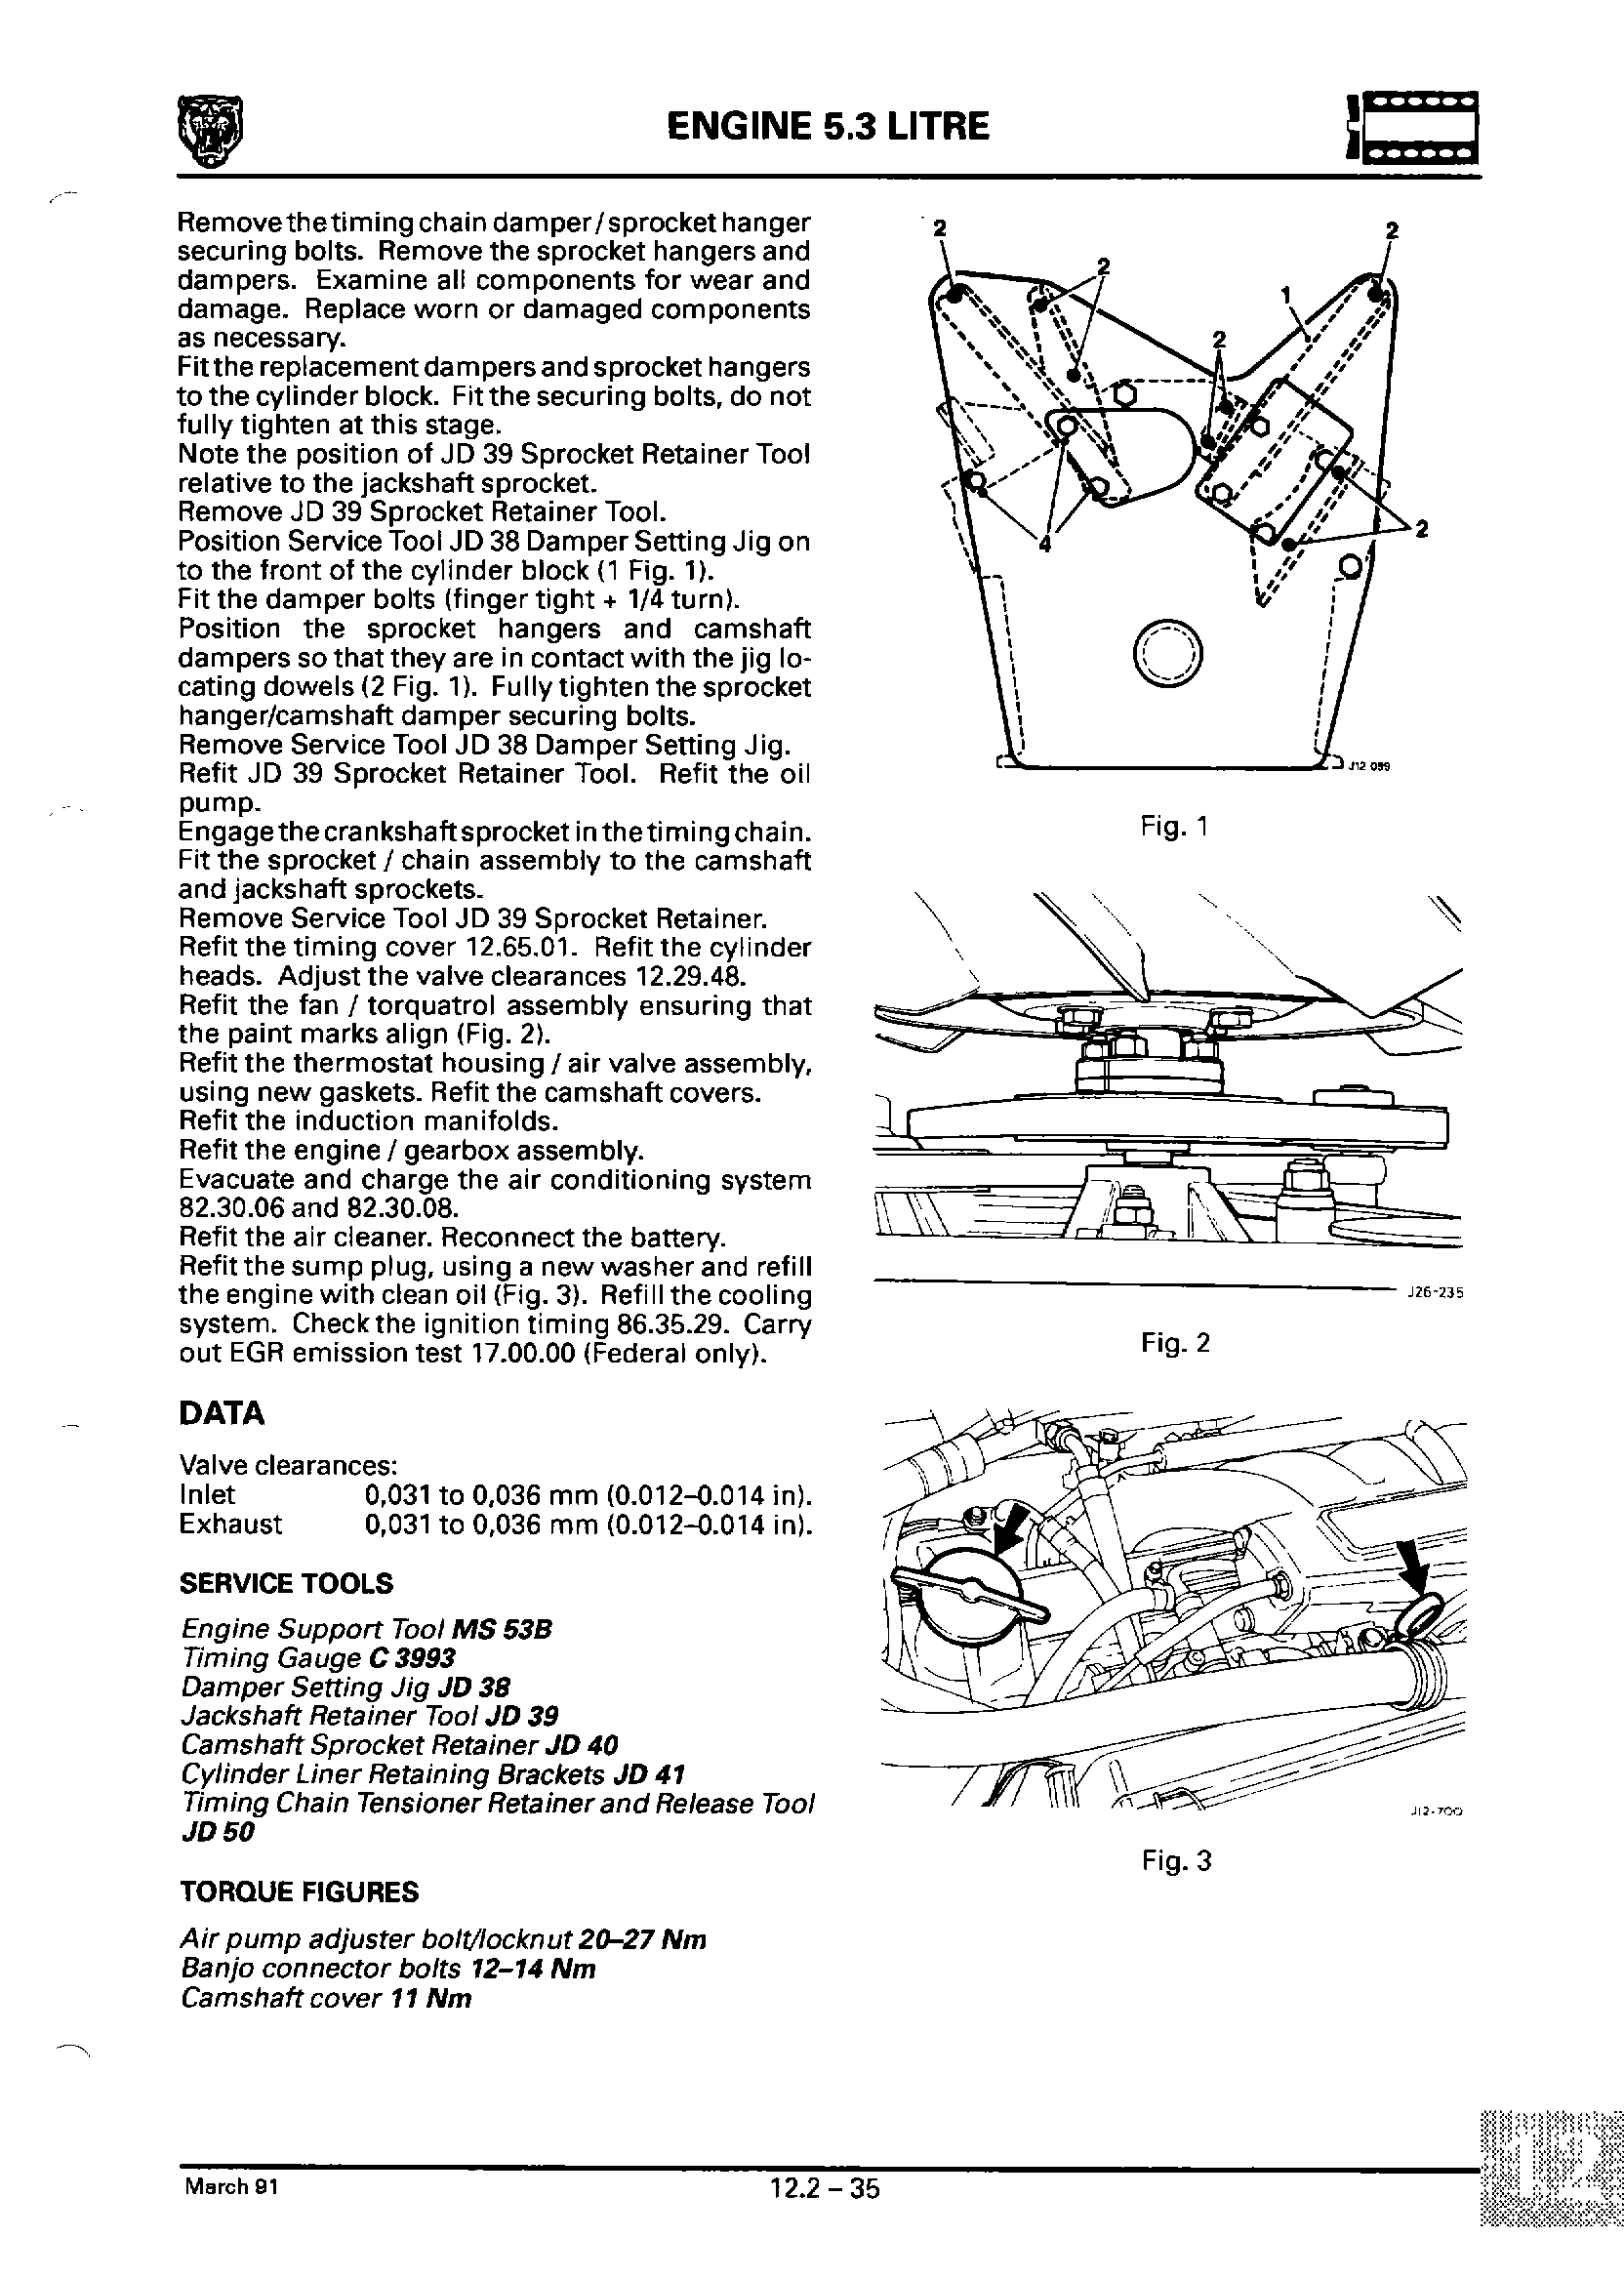 ENGINE 5.3 LITRE
Remove the timing chain damper / sprocket hanger
securing bolts. Remove the sprocket hangers and
dampers. Examine all components for wear and
damage. Replace worn or damaged components
as necessary.
Fit the replacement dampers and sprocket hangers
to the cylinder block. Fit the securing bolts, do not
fully tighten at this stage.
Note the position of JD 39 Sprocket Retainer Tool
relative to the jackshaft sprocket.
Remove JD 39 Sprocket Retainer Tool.
Position Service Tool JD 38 Damper Setting Jig on
to the front of the cylinder block (1 Fig. 1).
Fit the damper bolts (finger tight + 1/4 turn).
Position the sprocket hangers and camshaft
dampers so that they are in contact with the jig lo-
cating dowels (2 Fig. 1). Fully tighten the sprocket
hanger/camshaft damper securing bolts.
Remove Service Tool JD 38 Damper Setting Jig.
Refit JD 39 Sprocket Retainer Tool. Refit the oil
pump.
Engage the crankshaft sprocket in the timing chain.
Fit the sprocket / chain assembly to the camshaft
and jackshaft sprockets.
Remove Service Tool JD 39 Sprocket Retainer.
Refit the timing cover 12.65.01. Refit the cylinder
heads. Adjust the valve clearances 12.29.48.
Refit the fan / torquatrol assembly ensuring that
the paint marks align (Fig. 2).
Refit the thermostat housing / air valve assembly,
using new gaskets. Refit the camshaft covers.
Refit the induction manifolds.
Refit the engine / gearbox assembly.
Evacuate and charge the air conditioning system
82.30.06 and 82.30.08.
Refit the air cleaner. Reconnect the battery.
Refit the sump plug, using a new washer and refill
the engine with clean oil (Fig. 3). Refill the cooling
system. Check the ignition timing 86.35.29. Carry
out EGR emission test 17.00.00 (Federal only).
DATA
Valve clearances:
Inlet 0,031 to 0,036 mm (0.012–0.014 in).
Exhaust 0,031 to 0,036 mm (0.012–0.014 in).
SERVICE TOOLS
Engine Support Tool MS 53B
Timing Gauge C 3993
Damper Setting Jig JD 38
Jackshaft Retainer Tool JD 39
Camshaft Sprocket Retainer JD 40
Cylinder Liner Retaining Brackets JD 41
Timing Chain Tensioner Retainer and Release Tool
JD 50
TORQUE FIGURES
Air pump adjuster bolt/locknut 20–27 Nm
Banjo connector bolts 12–14 Nm
Camshaft cover 11 Nm
2
2
2
1
2
2
4
J12 099
Fig. 1
J26-235
Fig. 2
J12-700
Fig. 3
March 91
12.2 – 35
12